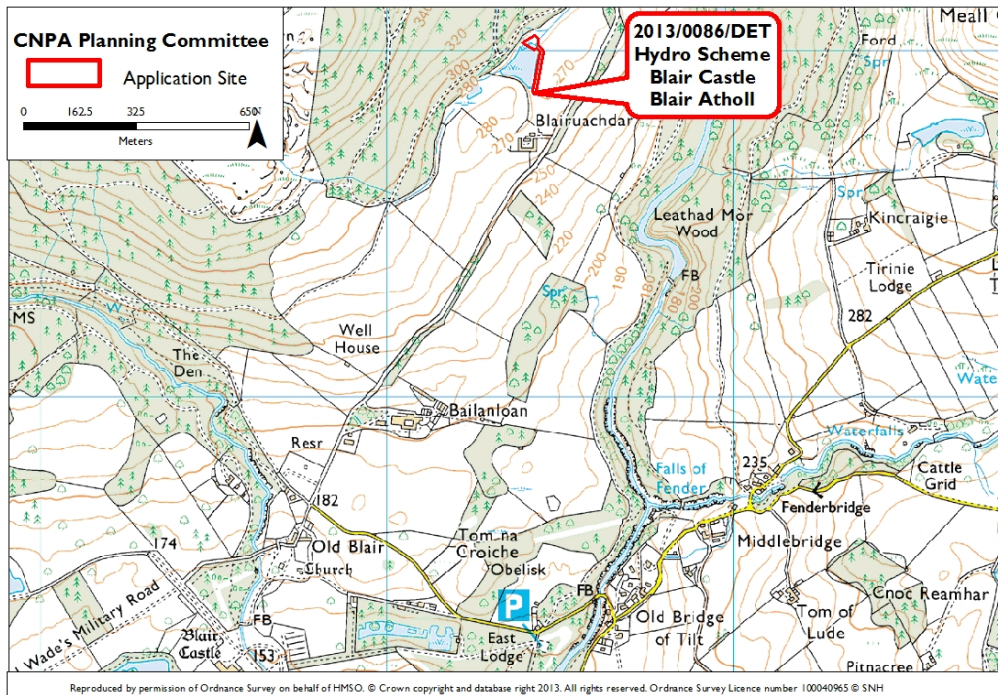 CNPA Planning Committee
Application Site
0 162.5 325 650
Meters
N
2013/0086/DET
Hydro Scheme
Blair Castle
Blair Atholl
340
320
300
280
270
Meall
Ford
Spr
Blairuachdar
280
270
250
240
Spr
Kincraigie
Leathad Mor
Wood
220
200
190
180
FB
180
200
Tirinie
Lodge
Spr
282
MS
W
The
Den
Well
House
Bailanloan
Resr
Waterfalls
Falls of
Fender
235
Cattle
Grid
Fenderbridge
182
Middlebridge
174
Old Blair
Church
Tom na
Croiche
Obelisk
P
FB
Cnoc Reamhar
Old Bridge
of Tilt
Tom of
Lude
Wade's Military Road
FB
Blair
Castle
153
East
Lodge
Pitnacree
Reproduced by permission of Ordnance Survey on behalf of HMSO. © Crown copyright and database right 2013. All rights reserved. Ordnance Survey Licence number 100040965 © SNH